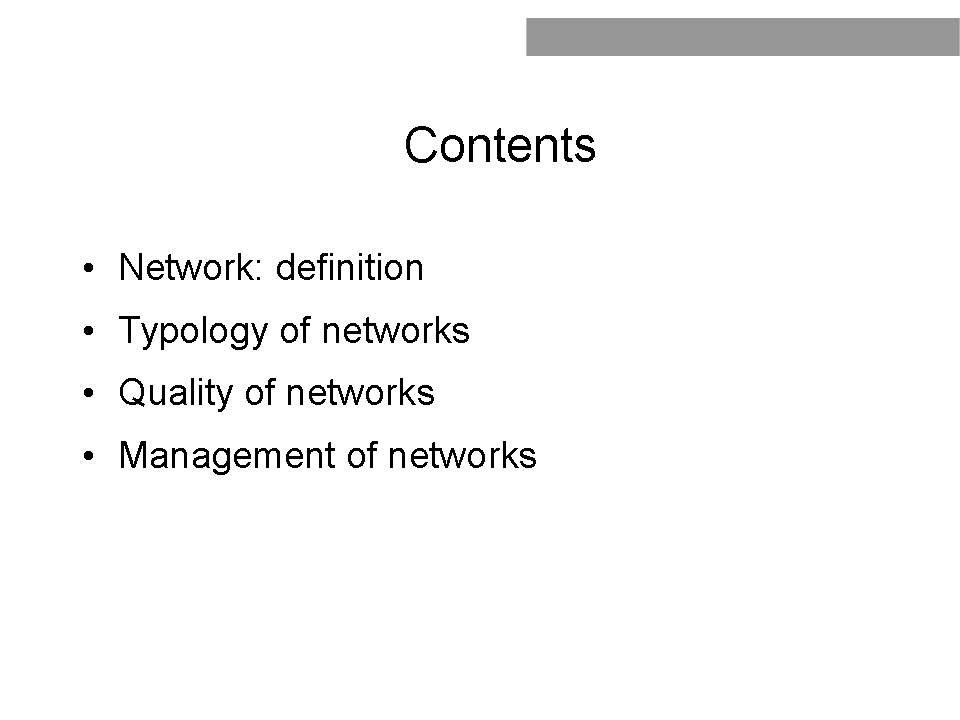 Contents
• Network: definition
• Typology of networks
• Quality of networks
• Management of networks